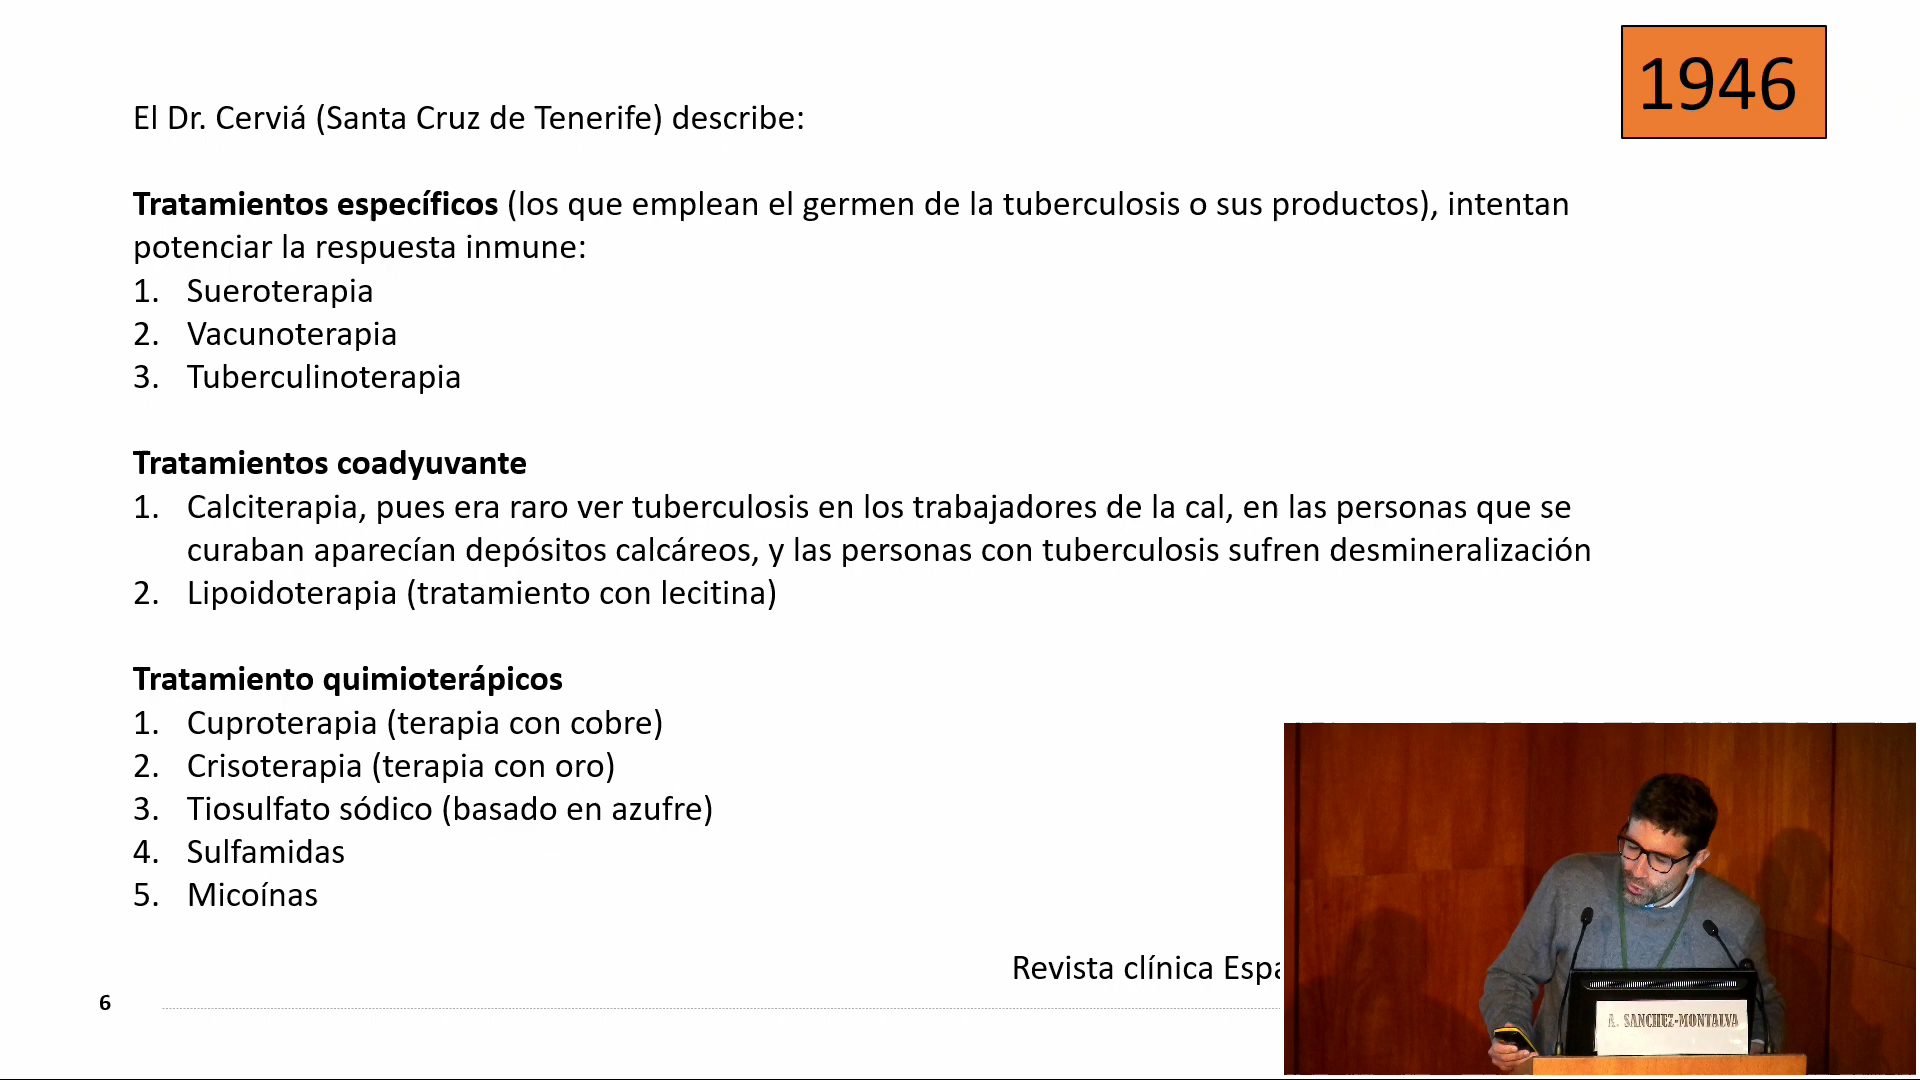 1946
El Dr. Cerviá (Santa Cruz de Tenerife) describe:
Tratamientos específicos (los que emplean el germen de la tuberculosis o sus productos), intentan
potenciar la respuesta inmune:
1. Sueroterapia
2. Vacunoterapia
3. Tuberculinoterapia
Tratamientos coadyuvante
1. Calciterapia, pues era raro ver tuberculosis en los trabajadores de la cal, en las personas que se
curaban aparecían depósitos calcáreos, y las personas con tuberculosis sufren desmineralización
2. Lipoidoterapia (tratamiento con lecitina)
Tratamiento quimioterápicos
1. Cuproterapia (terapia con cobre)
2. Crisoterapia (terapia con oro)
3. Tiosulfato sódico (basado en azufre)
4. Sulfamidas
5. Micoínas
Revista clínica Espa
6
A. SANCHEZ-MONTALVA